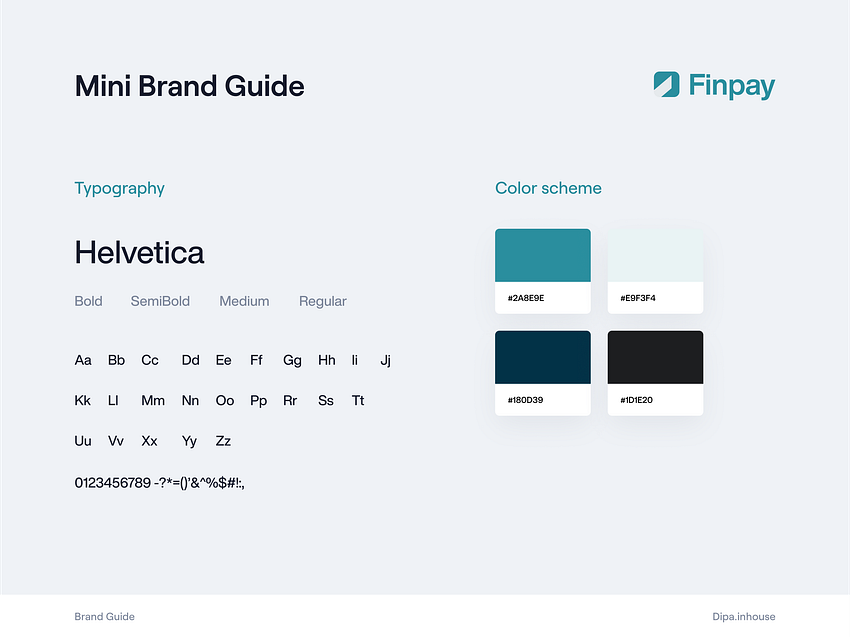 Mini Brand Guide
Finpay
Typography
Helvetica
Bold SemiBold Medium Regular
Aa Bb Cc Dd Ee Ff Gg Hh Ii Jj
Kk Ll Mm Nn Oo Pp Rr Ss Tt
Uu Vv Xx Yy Zz
0123456789 -?*=()'&^%$#!:,
Color scheme
#2A8E9E #E9F3F4
#180D39 #1D1E20
Brand Guide Dipa.inhouse